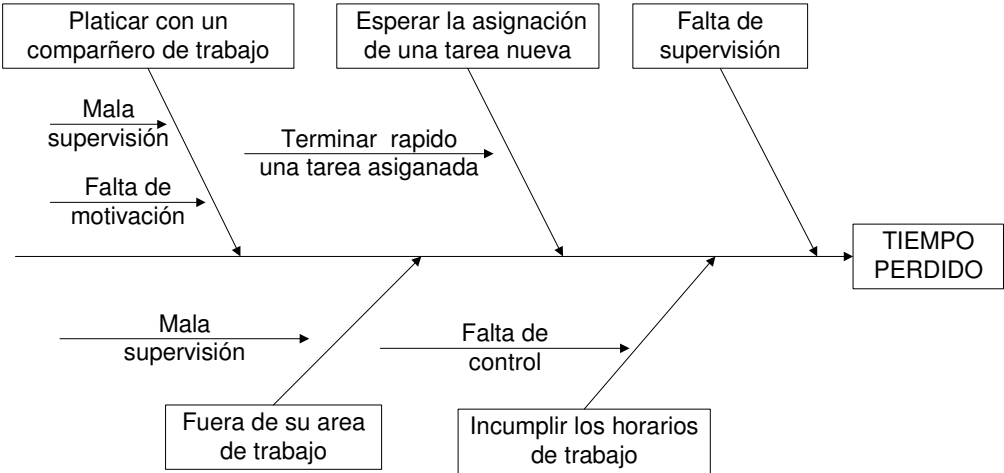 Platicar con un
comparñero de trabajo
Esperar la asignación
de una tarea nueva
Falta de
supervisión
Mala
supervisión
Terminar rapido
una tarea asiganada
Falta de
motivación
TIEMPO
PERDIDO
Mala
supervisión
Falta de
control
Fuera de su area
de trabajo
Incumplir los horarios
de trabajo